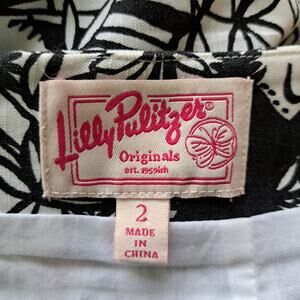 Lilly Pulitzer®
Originals
est. 1959ish
2
MADE
IN
CHINA